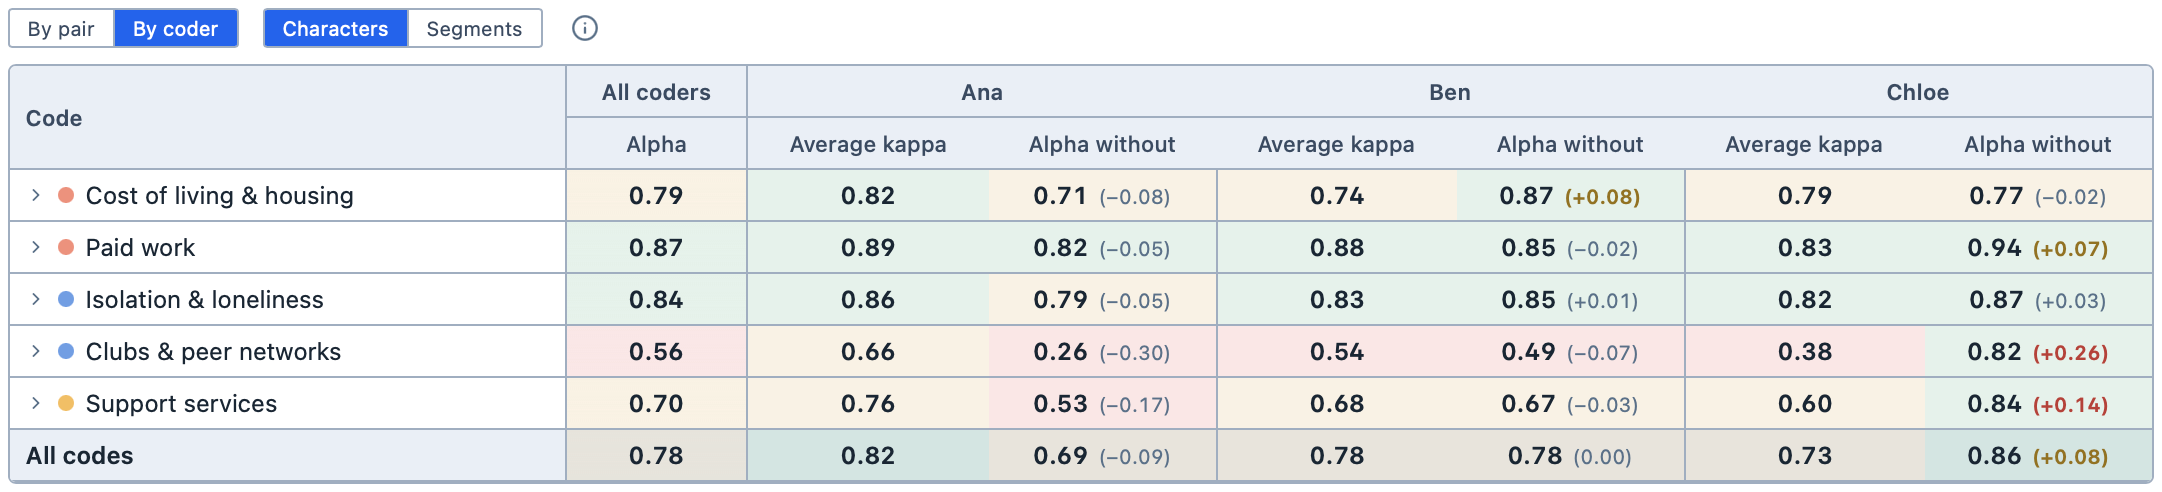 By pair By coder Characters Segments
Code All coders Ana Ben Chloe
Alpha Average kappa Alpha without Average kappa Alpha without Average kappa Alpha without
Cost of living & housing 0.79 0.82 0.71 (−0.08) 0.74 0.87 (+0.08) 0.79 0.77 (−0.02)
Paid work 0.87 0.89 0.82 (−0.05) 0.88 0.85 (−0.02) 0.83 0.94 (+0.07)
Isolation & loneliness 0.84 0.86 0.79 (−0.05) 0.83 0.85 (+0.01) 0.82 0.87 (+0.03)
Clubs & peer networks 0.56 0.66 0.26 (−0.30) 0.54 0.49 (−0.07) 0.38 0.82 (+0.26)
Support services 0.70 0.76 0.53 (−0.17) 0.68 0.67 (−0.03) 0.60 0.84 (+0.14)
All codes 0.78 0.82 0.69 (−0.09) 0.78 0.78 (0.00) 0.73 0.86 (+0.08)